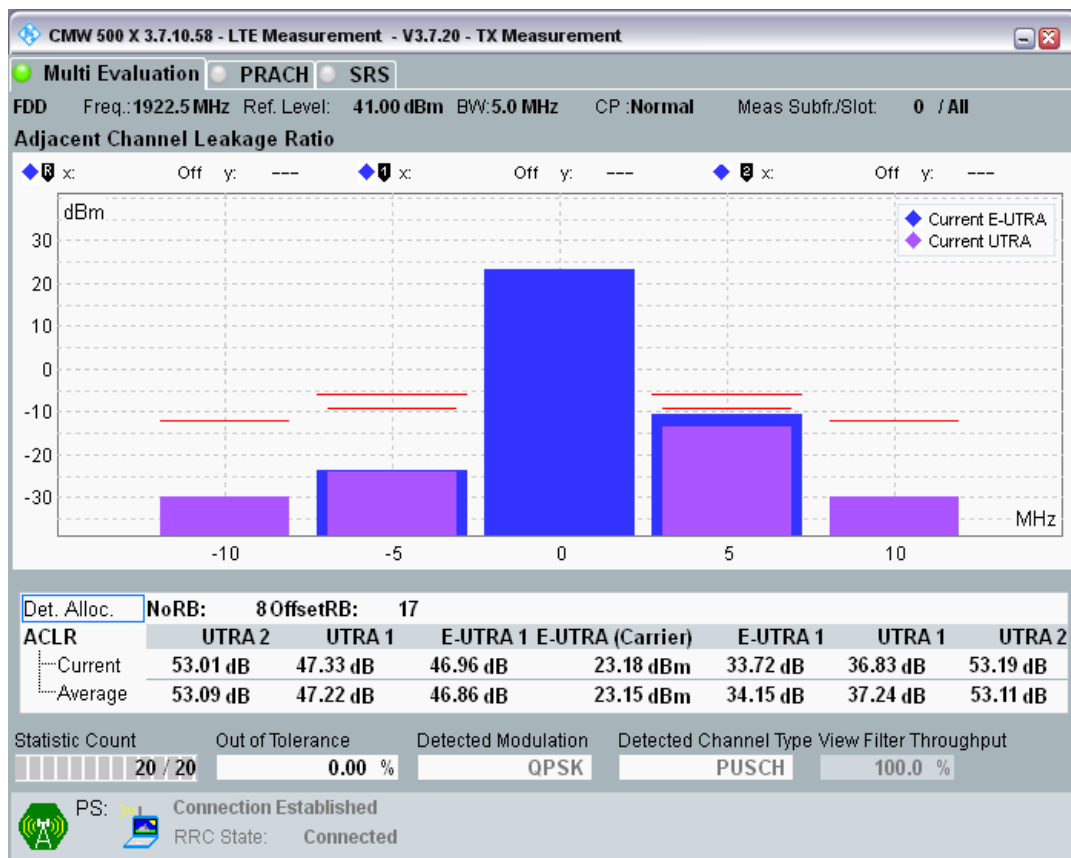 CMW 500 X 3.7.10.58 - LTE Measurement - V3.7.20 - TX Measurement
Multi Evaluation PRACH SRS
FDD Freq.: 1922.5 MHz Ref. Level: 41.00 dBm BW: 5.0 MHz CP : Normal Meas Subfr./Slot: 0 / All
Adjacent Channel Leakage Ratio
R x: Off y: --- 1 x: Off y: --- 2 x: Off y: ---
dBm
Current E-UTRA
Current UTRA
30
20
10
0
-10
-20
-30
MHz
-10 -5 0 5 10
Det. Alloc. NoRB: 8 OffsetRB: 17
ACLR UTRA 2 UTRA 1 E-UTRA 1 E-UTRA (Carrier) E-UTRA 1 UTRA 1 UTRA 2
Current 53.01 dB 47.33 dB 46.96 dB 23.18 dBm 33.72 dB 36.83 dB 53.19 dB
Average 53.09 dB 47.22 dB 46.86 dB 23.15 dBm 34.15 dB 37.24 dB 53.11 dB
Statistic Count Out of Tolerance Detected Modulation Detected Channel Type View Filter Throughput
20 / 20 0.00 % QPSK PUSCH 100.0 %
PS: Connection Established
RRC State: Connected